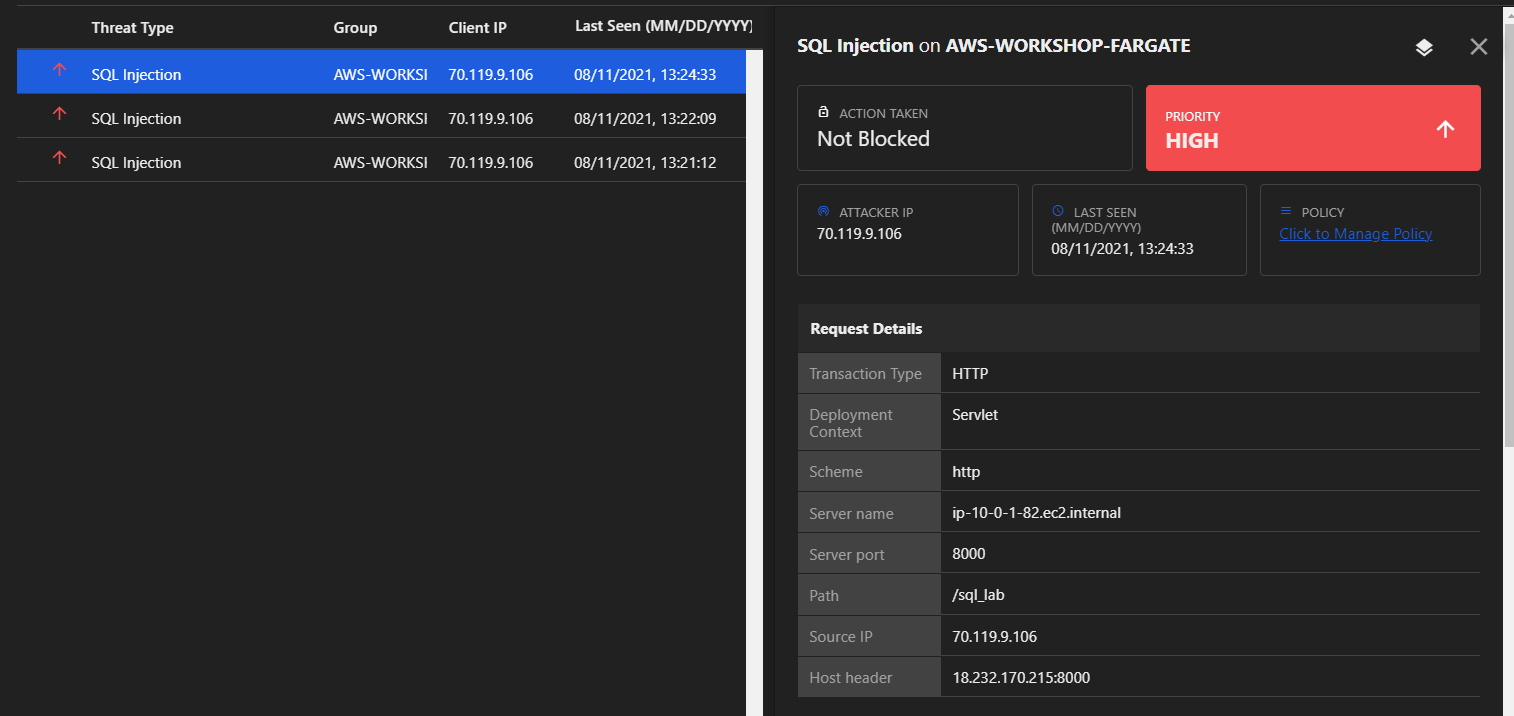 Threat Type Group Client IP Last Seen (MM/DD/YYYY)
SQL Injection AWS-WORKSI 70.119.9.106 08/11/2021, 13:24:33
SQL Injection AWS-WORKSI 70.119.9.106 08/11/2021, 13:22:09
SQL Injection AWS-WORKSI 70.119.9.106 08/11/2021, 13:21:12
SQL Injection on AWS-WORKSHOP-FARGATE
ACTION TAKEN
Not Blocked
PRIORITY
HIGH
ATTACKER IP
70.119.9.106
LAST SEEN
(MM/DD/YYYY)
08/11/2021, 13:24:33
POLICY
Click to Manage Policy
Request Details
Transaction Type HTTP
Deployment Context Servlet
Scheme http
Server name ip-10-0-1-82.ec2.internal
Server port 8000
Path /sql_lab
Source IP 70.119.9.106
Host header 18.232.170.215:8000